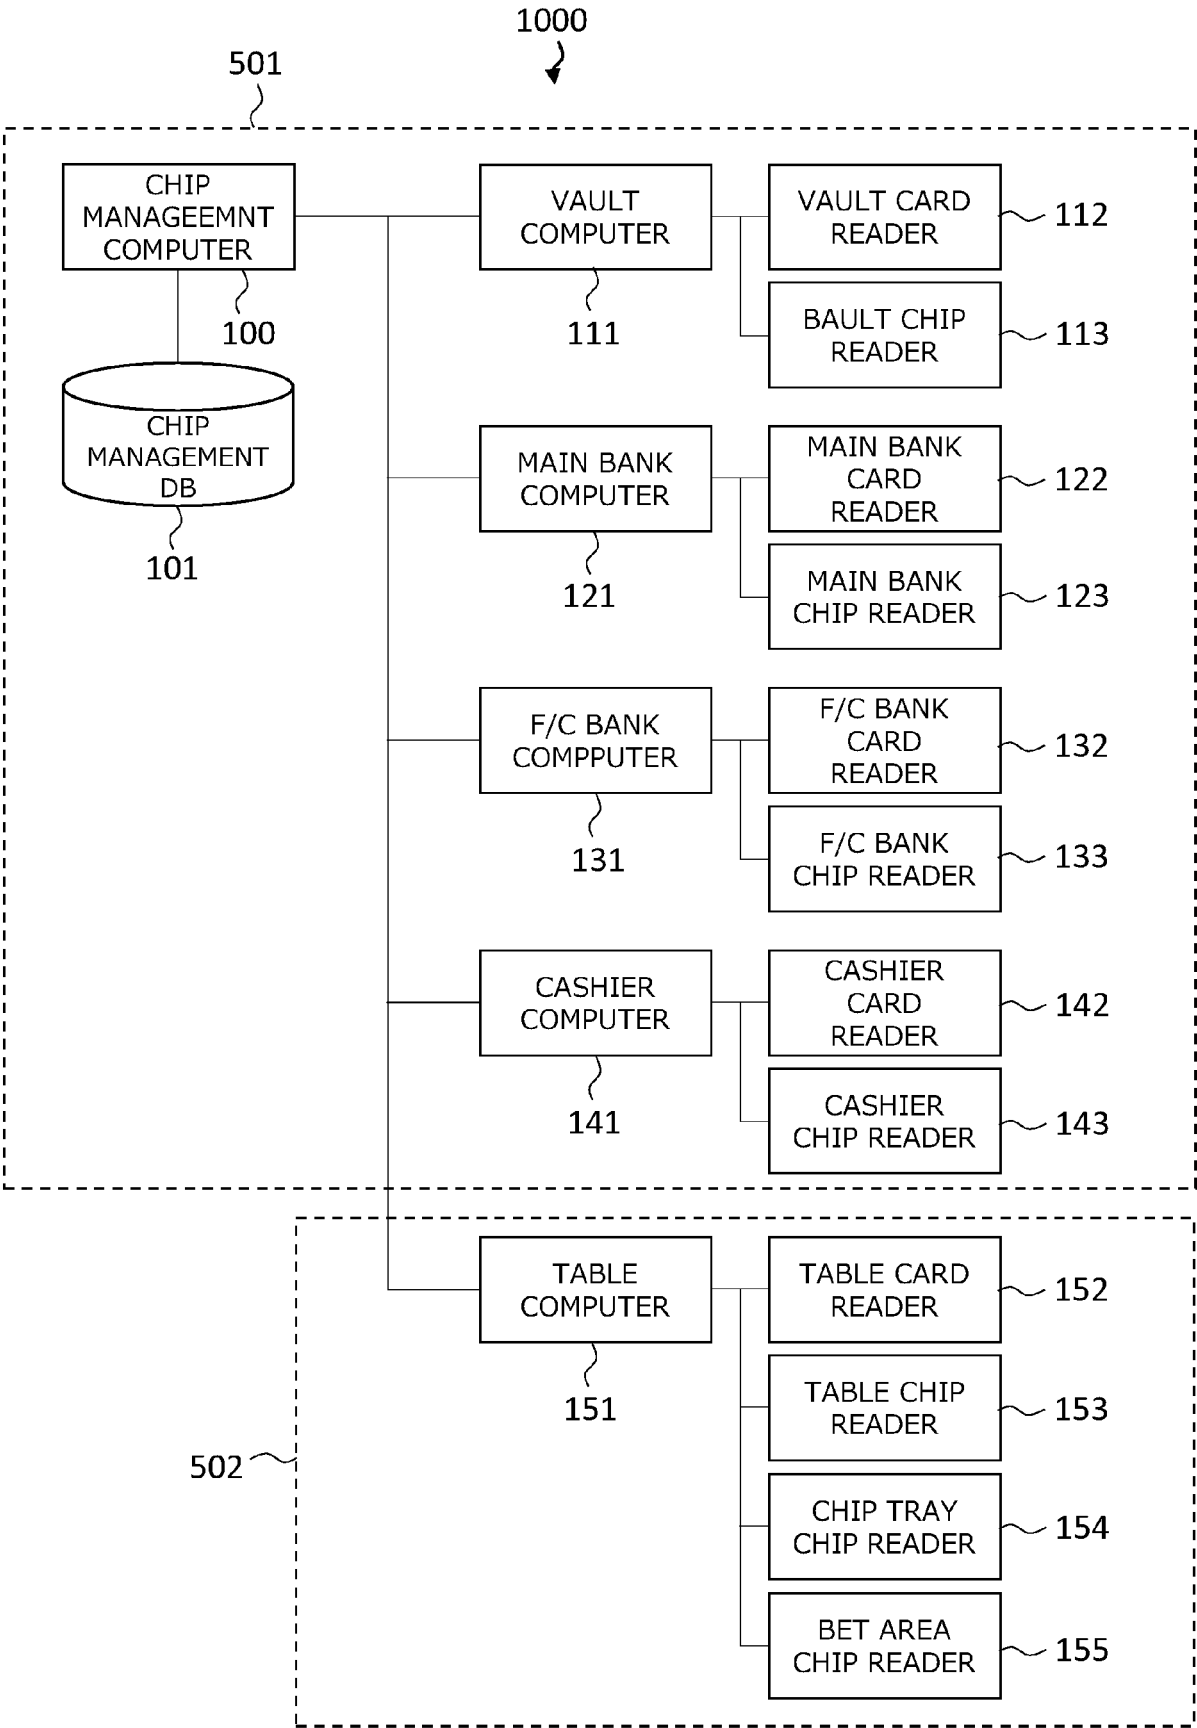 1000
501
CHIP
MANAGEEMNT
COMPUTER
100
CHIP
MANAGEMENT
DB
101
VAULT
COMPUTER
111
VAULT CARD
READER
112
BAULT CHIP
READER
113
MAIN BANK
COMPUTER
121
MAIN BANK
CARD
READER
122
MAIN BANK
CHIP READER
123
F/C BANK
COMPPUTER
131
F/C BANK
CARD
READER
132
F/C BANK
CHIP READER
133
CASHIER
COMPUTER
141
CASHIER
CARD
READER
142
CASHIER
CHIP READER
143
502
TABLE
COMPUTER
151
TABLE CARD
READER
152
TABLE CHIP
READER
153
CHIP TRAY
CHIP READER
154
BET AREA
CHIP READER
155